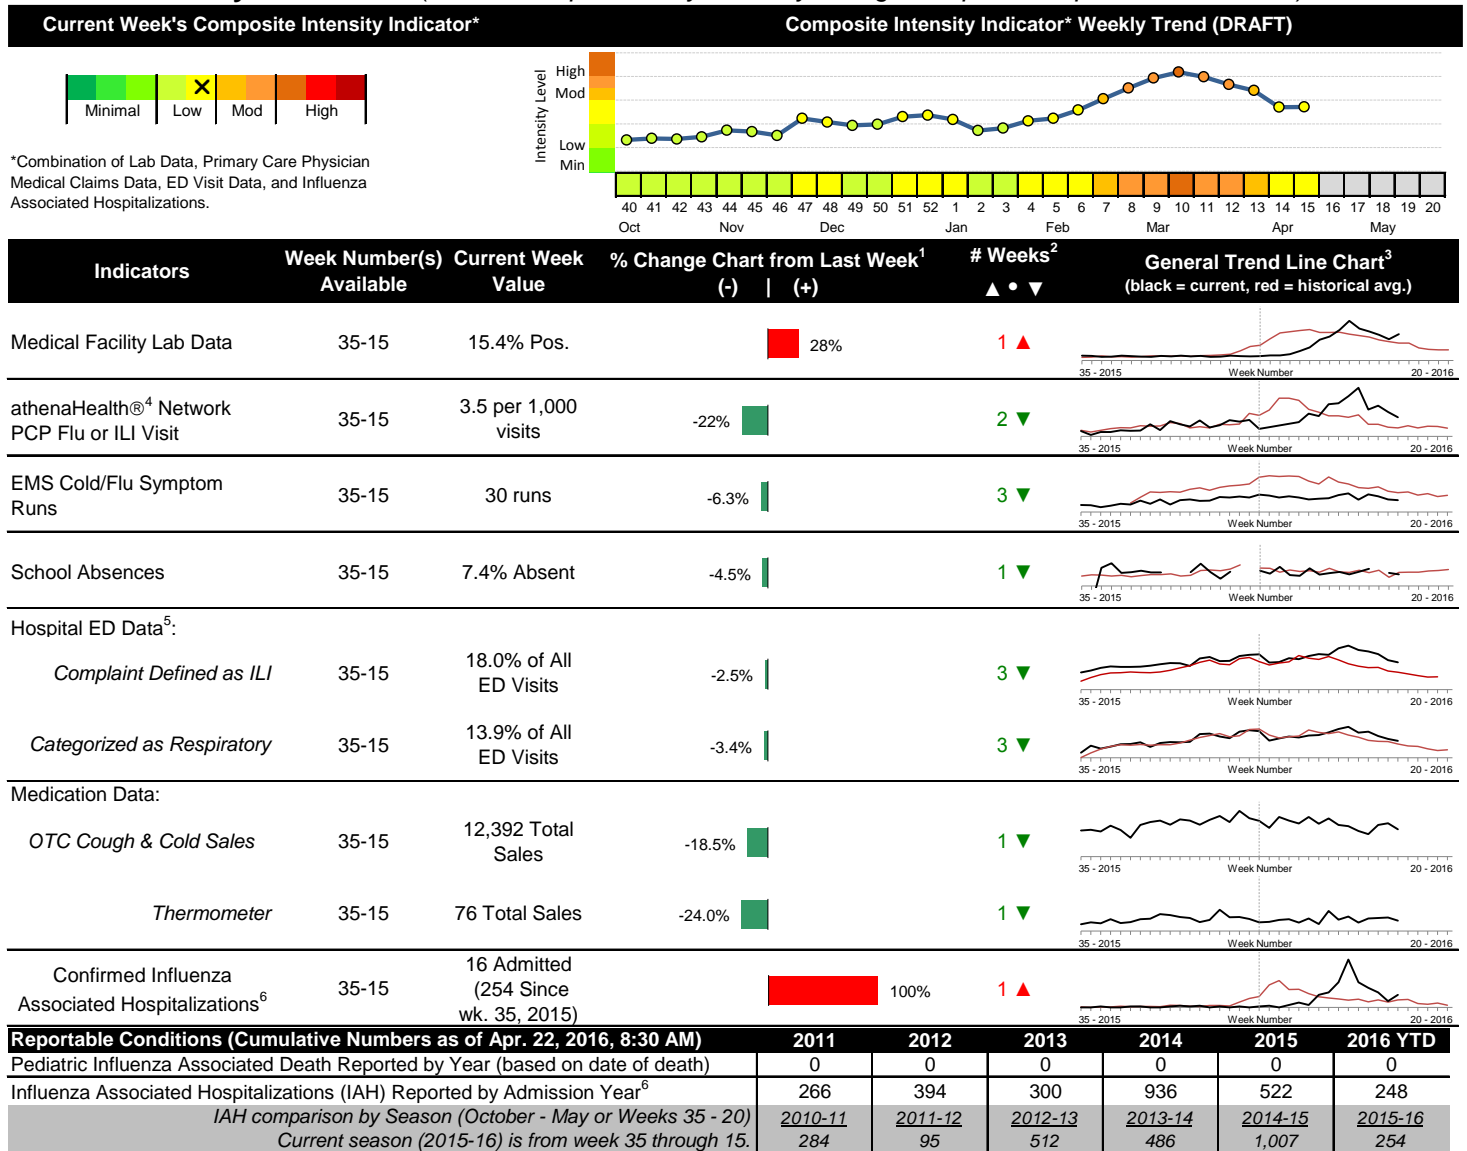 Current Week's Composite Intensity Indicator*
Composite Intensity Indicator* Weekly Trend (DRAFT)
Minimal Low Mod High
*Combination of Lab Data, Primary Care Physician
Medical Claims Data, ED Visit Data, and Influenza
Associated Hospitalizations.
Intensity Level
High
Mod
Low
Min
40 41 42 43 44 45 46 47 48 49 50 51 52 1 2 3 4 5 6 7 8 9 10 11 12 13 14 15 16 17 18 19 20
Oct Nov Dec Jan Feb Mar Apr May
Indicators
Week Number(s) Available
Current Week Value
% Change Chart from Last Week1
(-) | (+)
# Weeks2
▲ • ▼
General Trend Line Chart3
(black = current, red = historical avg.)
Medical Facility Lab Data 35-15 15.4% Pos. 28% 1 ▲
35 - 2015 Week Number 20 - 2016
athenaHealth®4 Network
PCP Flu or ILI Visit
35-15
3.5 per 1,000
visits
-22% 2 ▼
35 - 2015 Week Number 20 - 2016
EMS Cold/Flu Symptom
Runs
35-15 30 runs -6.3% 3 ▼
35 - 2015 Week Number 20 - 2016
School Absences 35-15 7.4% Absent -4.5% 1 ▼
35 - 2015 Week Number 20 - 2016
Hospital ED Data5:
Complaint Defined as ILI 35-15
18.0% of All
ED Visits
-2.5% 3 ▼
35 - 2015 Week Number 20 - 2016
Categorized as Respiratory 35-15
13.9% of All
ED Visits
-3.4% 3 ▼
35 - 2015 Week Number 20 - 2016
Medication Data:
OTC Cough & Cold Sales 35-15
12,392 Total
Sales
-18.5% 1 ▼
35 - 2015 Week Number 20 - 2016
Thermometer 35-15 76 Total Sales -24.0% 1 ▼
35 - 2015 Week Number 20 - 2016
Confirmed Influenza
Associated Hospitalizations6
35-15
16 Admitted
(254 Since
wk. 35, 2015)
100% 1 ▲
35 - 2015 Week Number 20 - 2016
Reportable Conditions (Cumulative Numbers as of Apr. 22, 2016, 8:30 AM) 2011 2012 2013 2014 2015 2016 YTD
Pediatric Influenza Associated Death Reported by Year (based on date of death) 0 0 0 0 0 0
Influenza Associated Hospitalizations (IAH) Reported by Admission Year6 266 394 300 936 522 248
IAH comparison by Season (October - May or Weeks 35 - 20) 2010-11 2011-12 2012-13 2013-14 2014-15 2015-16
Current season (2015-16) is from week 35 through 15. 284 95 512 486 1,007 254